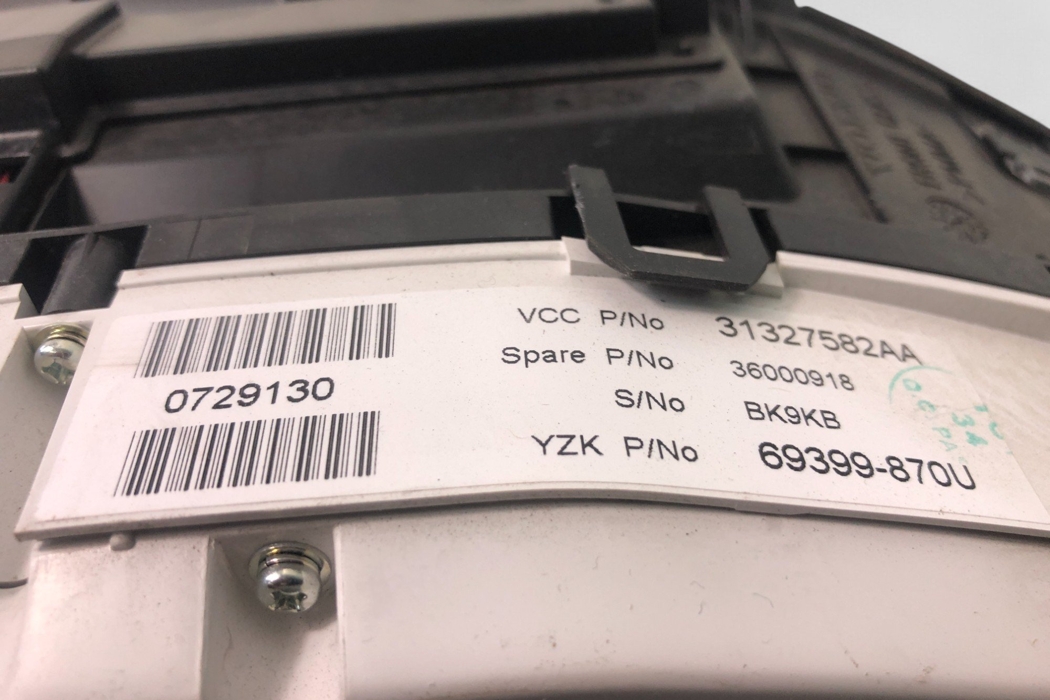 0729130
VCC P/No 31327582AA
Spare P/No 36000918
S/No BK9KB
YZK P/No 69399-870U